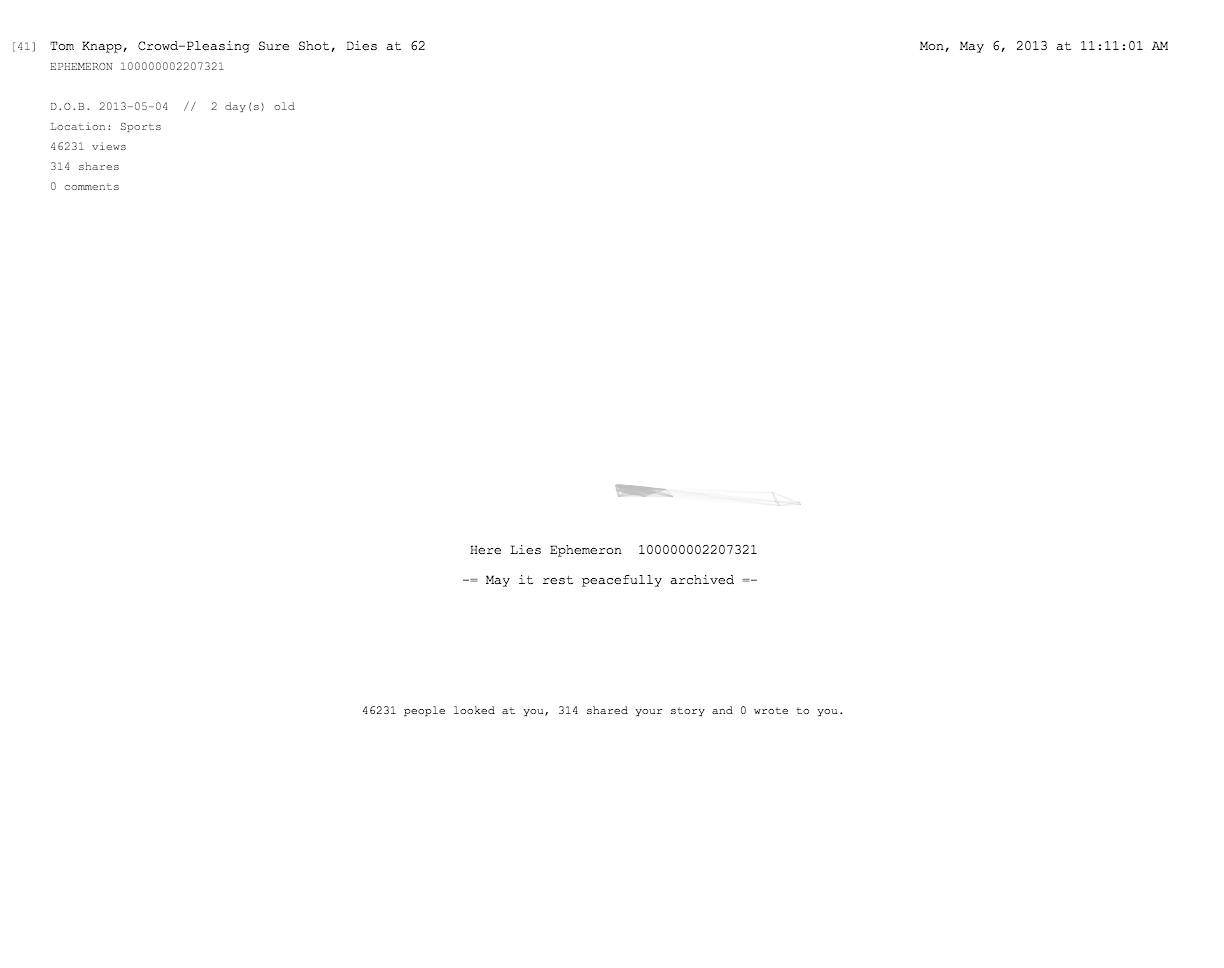 [41] Tom Knapp, Crowd-Pleasing Sure Shot, Dies at 62 Mon, May 6, 2013 at 11:11:01 AM
EPHEMERON 100000002207321
D.O.B. 2013-05-04 // 2 day(s) old
Location: Sports
46231 views
314 shares
0 comments
Here Lies Ephemeron 100000002207321
-= May it rest peacefully archived =-
46231 people looked at you, 314 shared your story and 0 wrote to you.